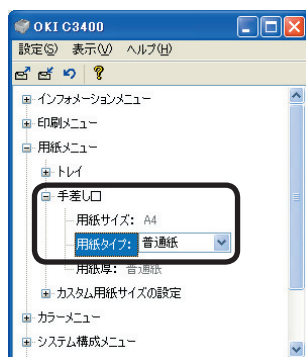 OKI C3400
設定(S) 表示(V) ヘルプ(H)
インフォメーションメニュー
印刷メニュー
用紙メニュー
トレイ
手差し口
用紙サイズ: A4
用紙タイプ: 普通紙
用紙厚: 普通紙
カスタム用紙サイズの設定
カラーメニュー
システム構成メニュー